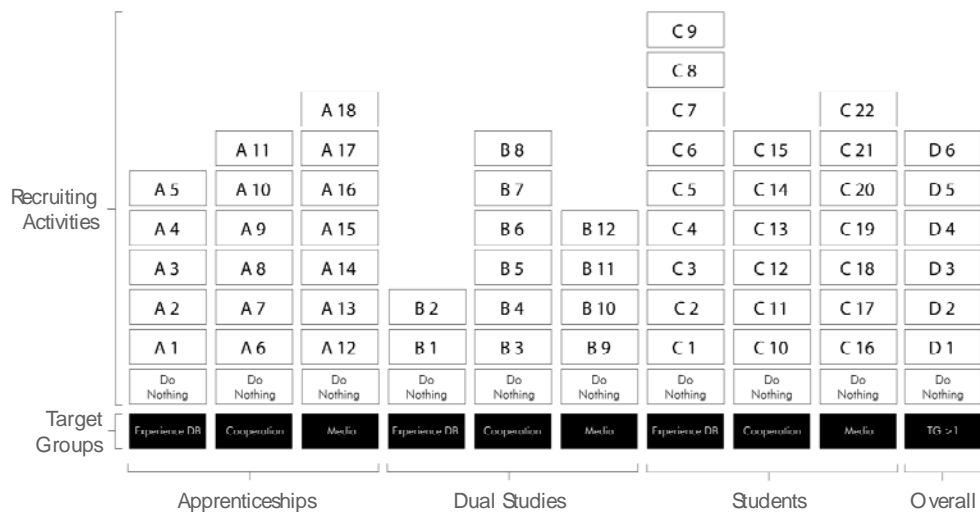 C 9
C 8
C 7
A 18
C 22
A 11
A 17
B 8
C 6
C 15
C 21
D 6
Recruiting
Activities
A 5
A 10
A 16
B 7
C 5
C 14
C 20
D 5
A 4
A 9
A 15
B 6
B 12
C 4
C 13
C 19
D 4
A 3
A 8
A 14
B 5
B 11
C 3
C 12
C 18
D 3
A 2
A 7
A 13
B 2
B 4
B 10
C 2
C 11
C 17
D 2
A 1
A 6
A 12
B 1
B 3
B 9
C 1
C 10
C 16
D 1
Do
Nothing
Do
Nothing
Do
Nothing
Do
Nothing
Do
Nothing
Do
Nothing
Do
Nothing
Do
Nothing
Do
Nothing
Do
Nothing
Target
Groups
Experience DB
Cooperation
Media
Experience DB
Cooperation
Media
Experience DB
Cooperation
Media
TG >1
Apprenticeships
Dual Studies
Students
Overall